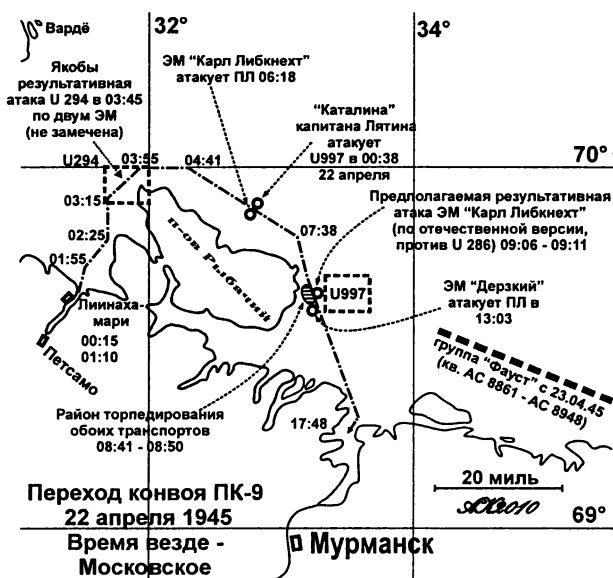 32°
34°
Вардё
Якобы
результативная
атака U 294 в 03:45
по двум ЭМ
(не замечена)
ЭМ “Карл Либкнехт”
атакует ПЛ 06:18
“Каталина”
капитана Лятина
атакует
U997 в 00:38
22 апреля
70°
U294
03:55
04:41
03:15
02:25
01:55
п-ов Рыбачий
07:38
Предполагаемая результативная
атака ЭМ “Карл Либкнехт”
(по отечественной версии,
против U 286) 09:06 - 09:11
U997
Лиинаха-
мари
00:15
01:10
Петсамо
ЭМ “Дерзкий”
атакует ПЛ в
13:03
группа “Фауст” с 23.04.45
(кв. АС 8861 - АС 8948)
Район торпедирования
обоих транспортов
08:41 - 08:50
17:48
20 миль
2010
69°
Переход конвоя ПК-9
22 апреля 1945
Время везде -
Московское
Мурманск